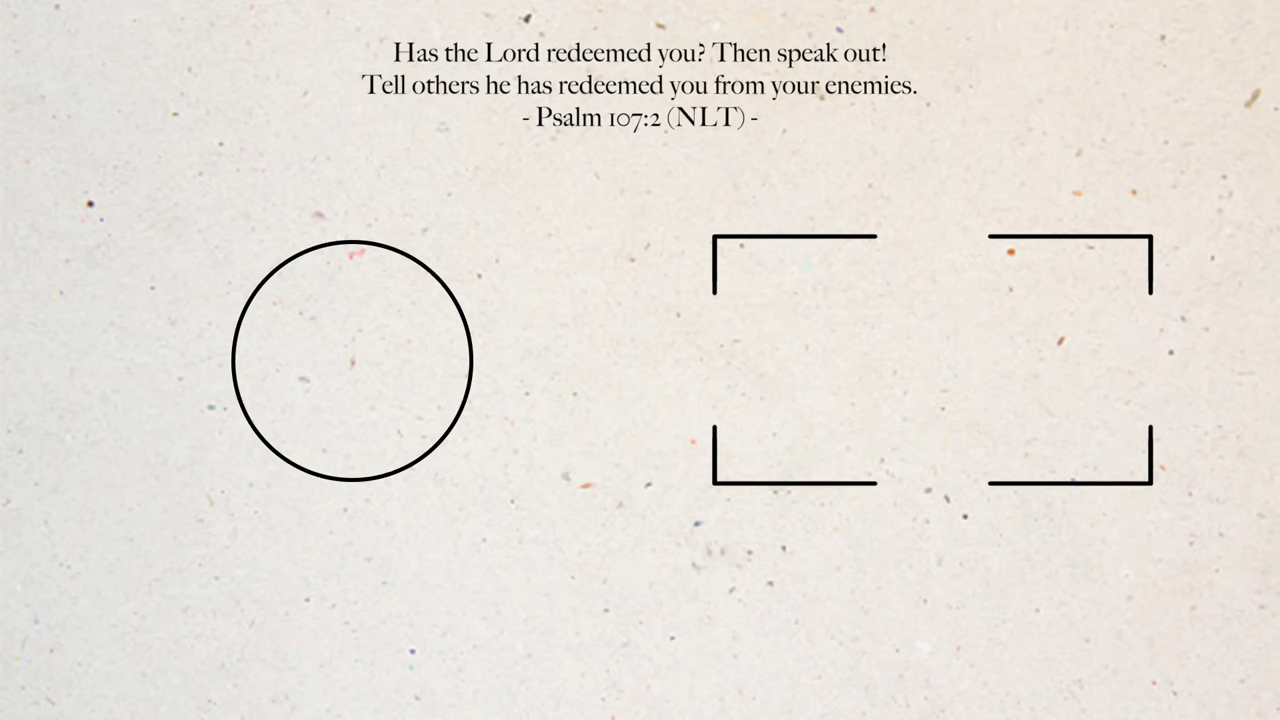 Has the Lord redeemed you? Then speak out!
Tell others he has redeemed you from your enemies.
- Psalm 107:2 (NLT) -